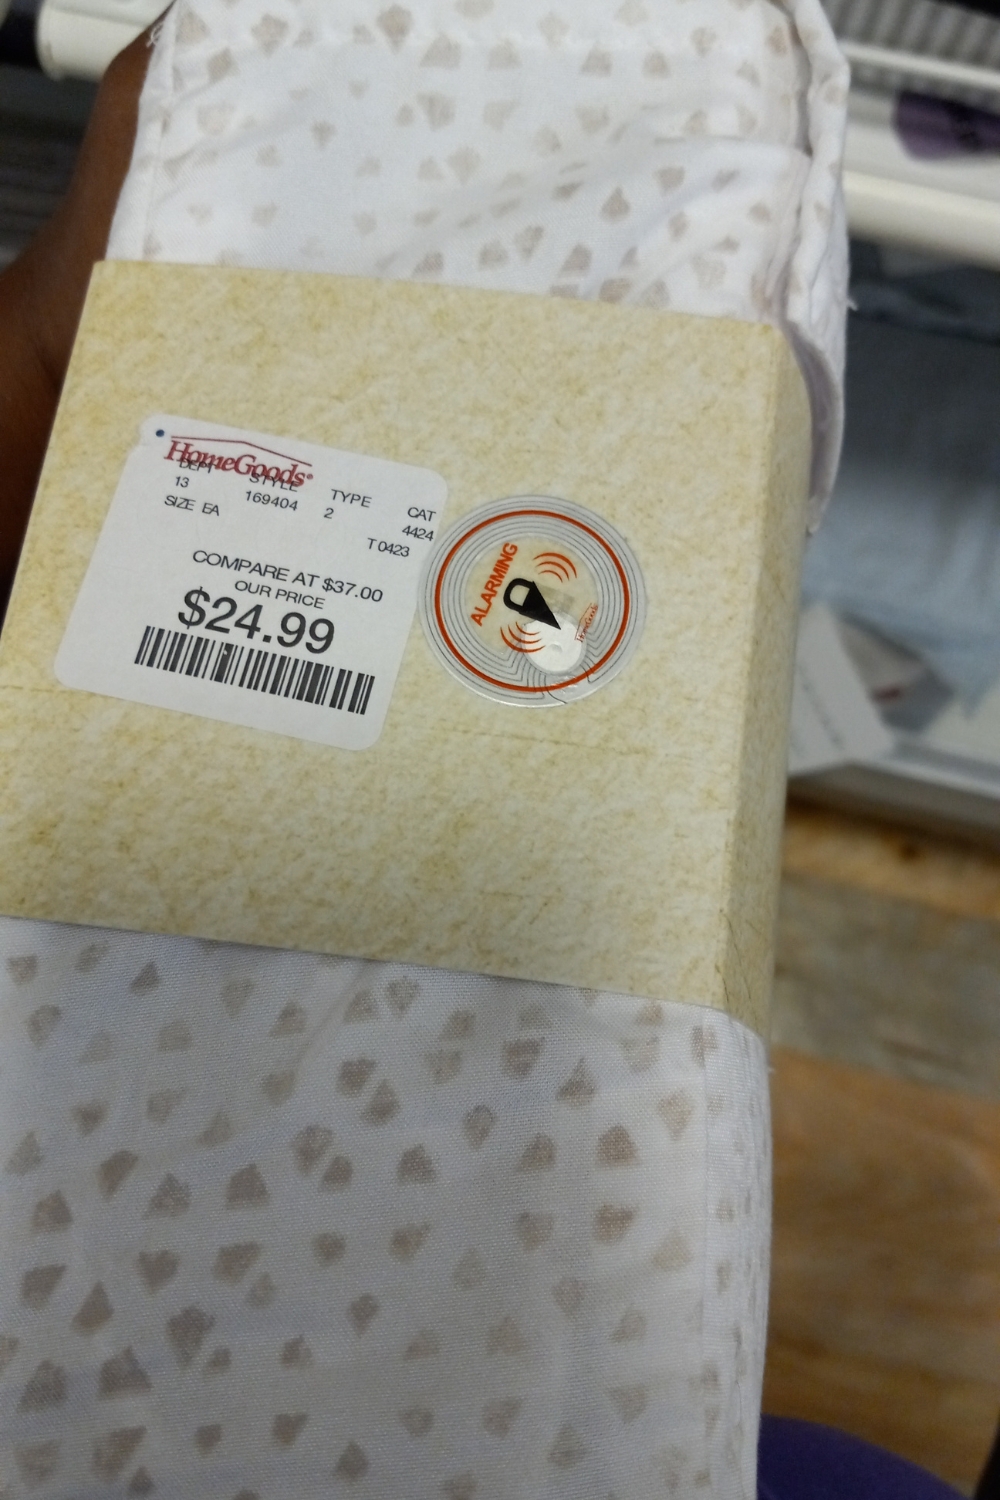 HomeGoods®
DEPT STYLE TYPE CAT
13 169404 2 4424
SIZE EA T0423
COMPARE AT $37.00
OUR PRICE
$24.99
ALARMING